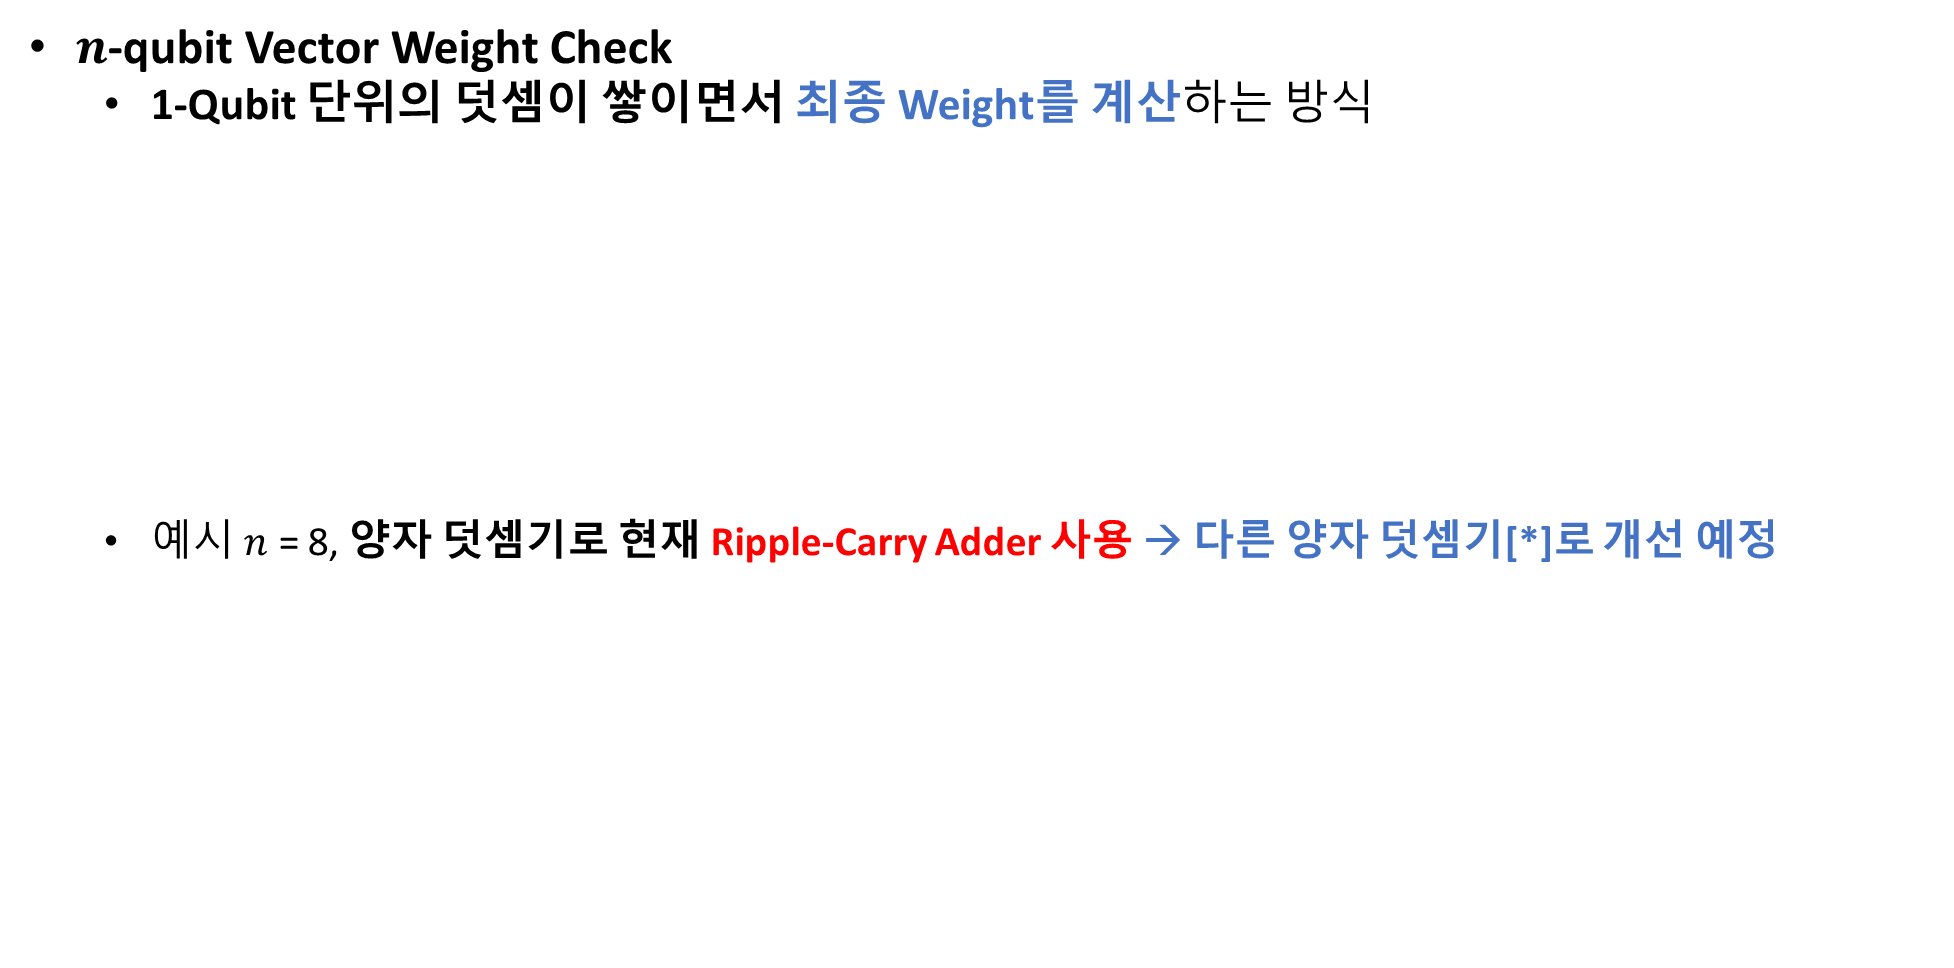 • n-qubit Vector Weight Check
• 1-Qubit 단위의 덧셈이 쌓이면서 최종 Weight를 계산하는 방식
• 예시 n = 8, 양자 덧셈기로 현재 Ripple-Carry Adder 사용 → 다른 양자 덧셈기[*]로 개선 예정